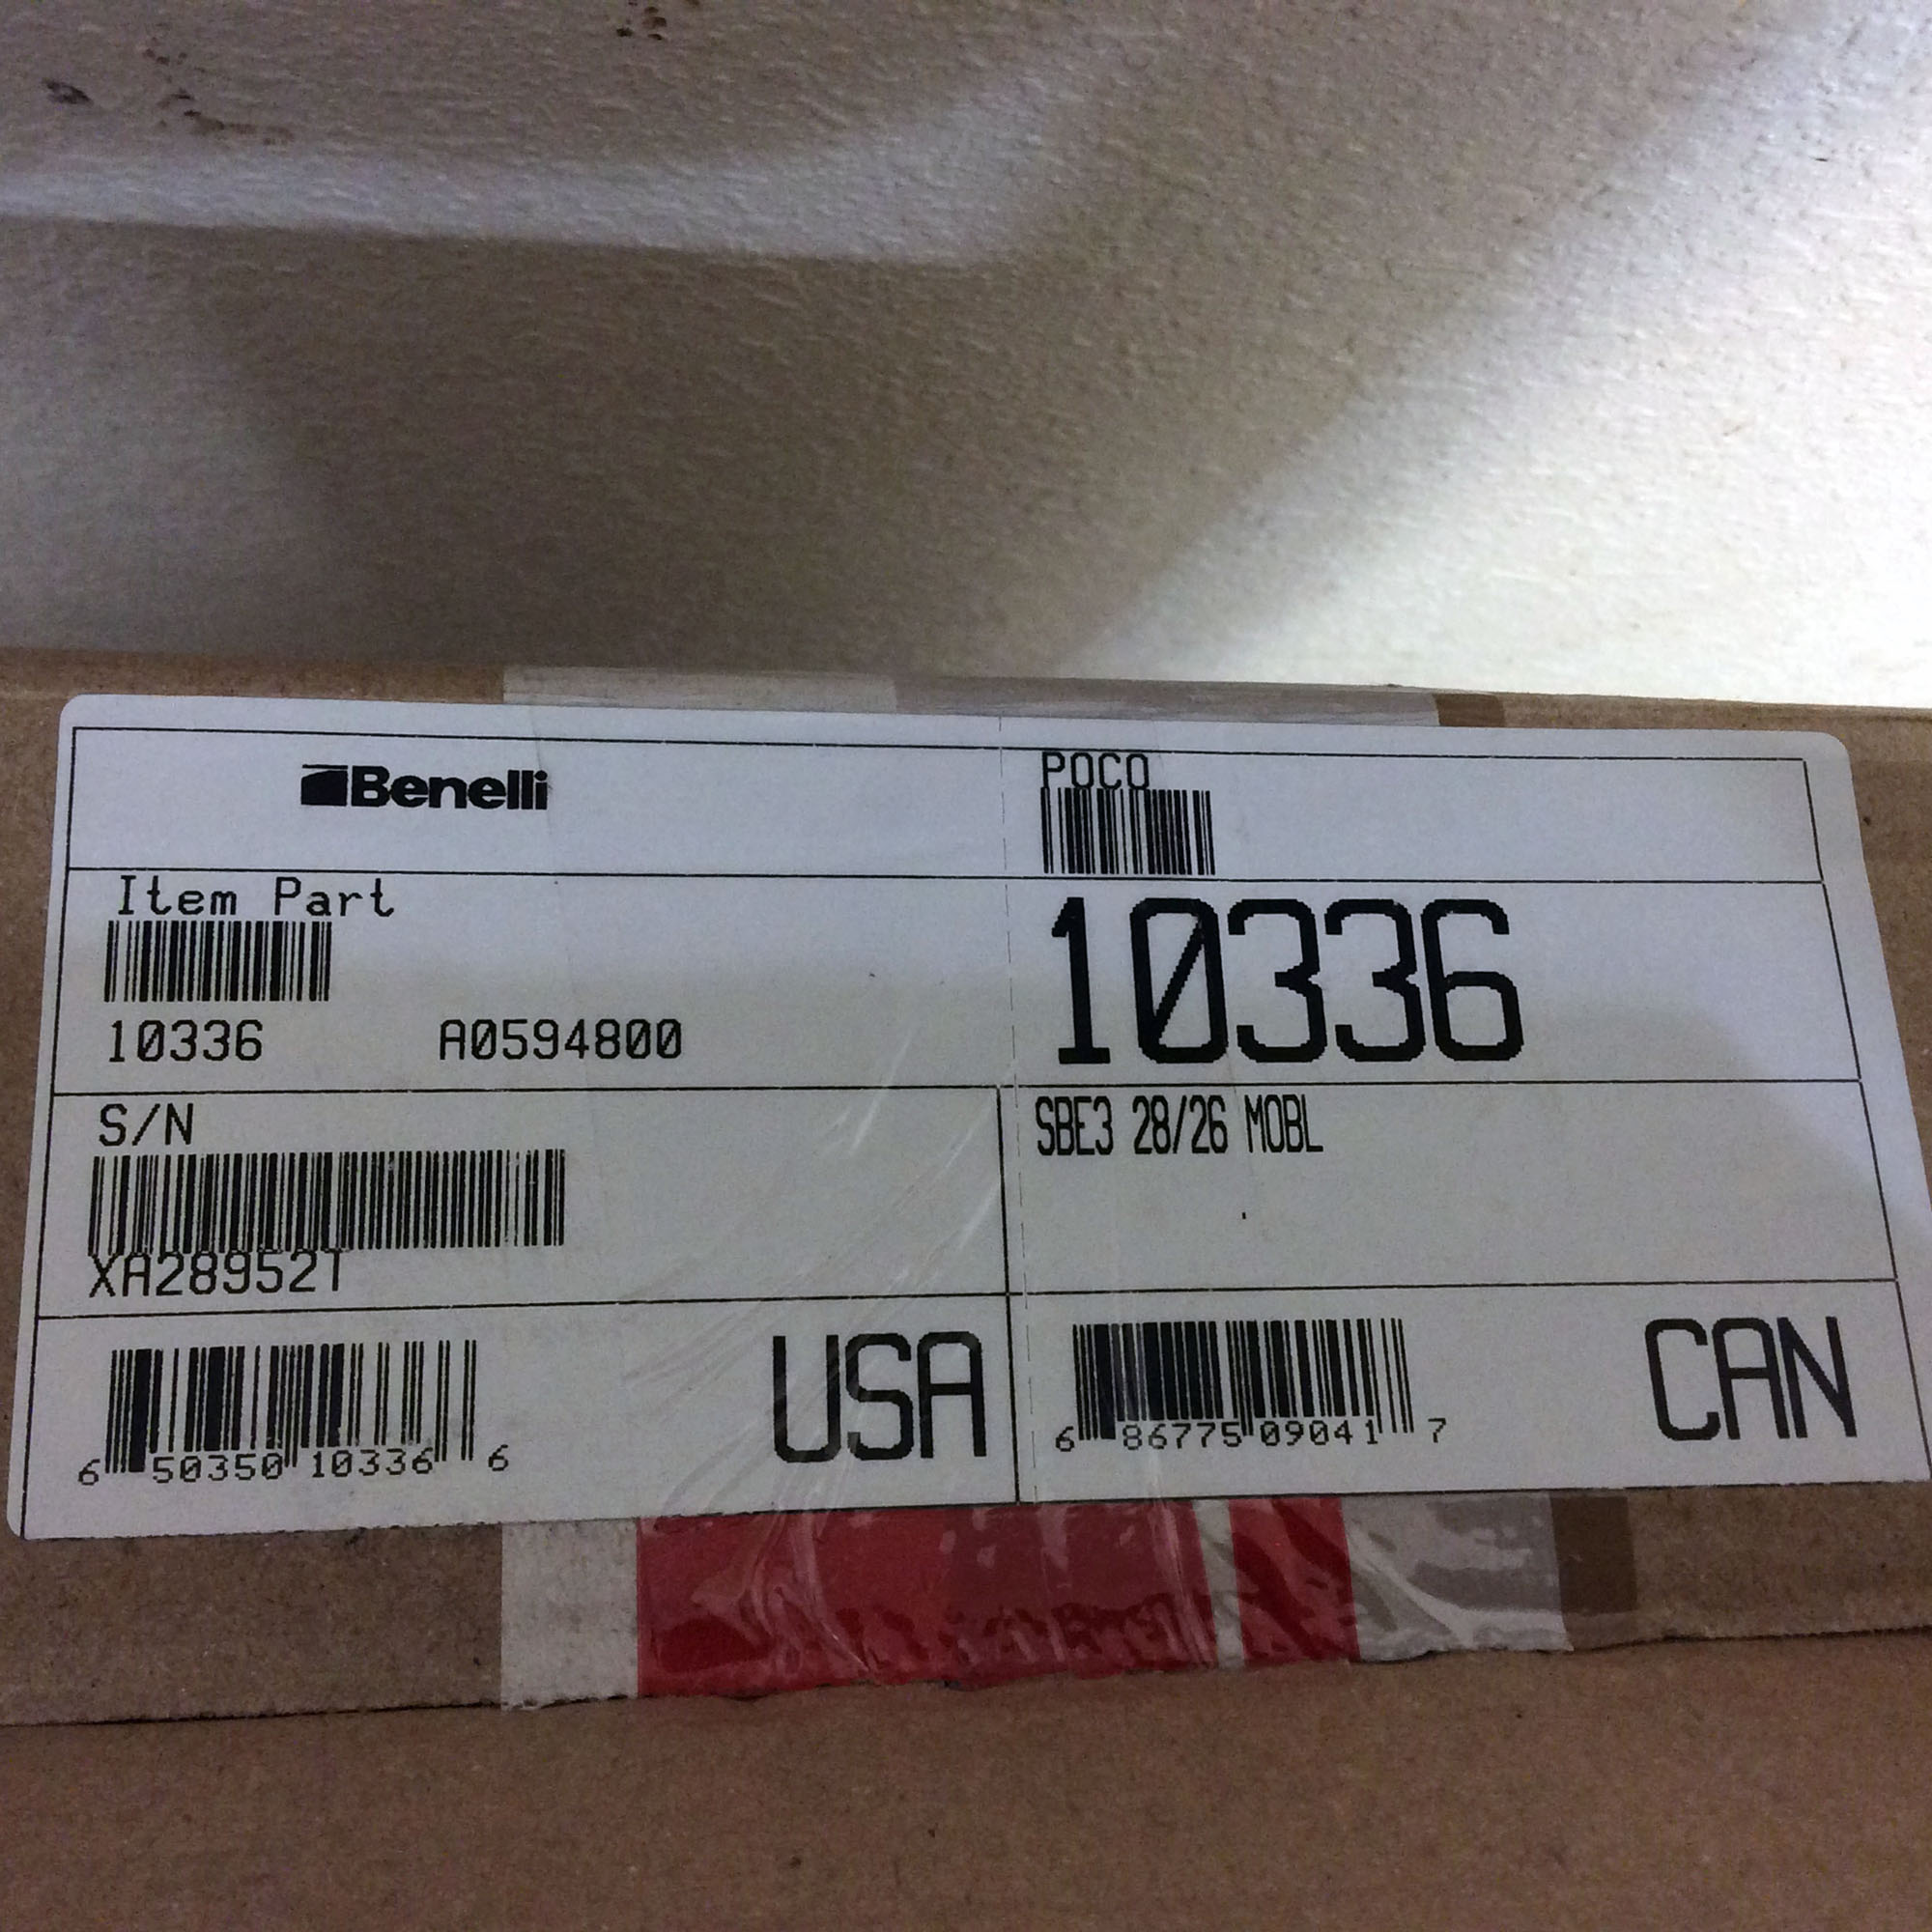 Benelli
POCO
Item Part
10336
10336 A0594800
S/N
SBE3 28/26 MOBL
XA289521
USA
CAN
6 50350 10336 6
6 86775 09041 7